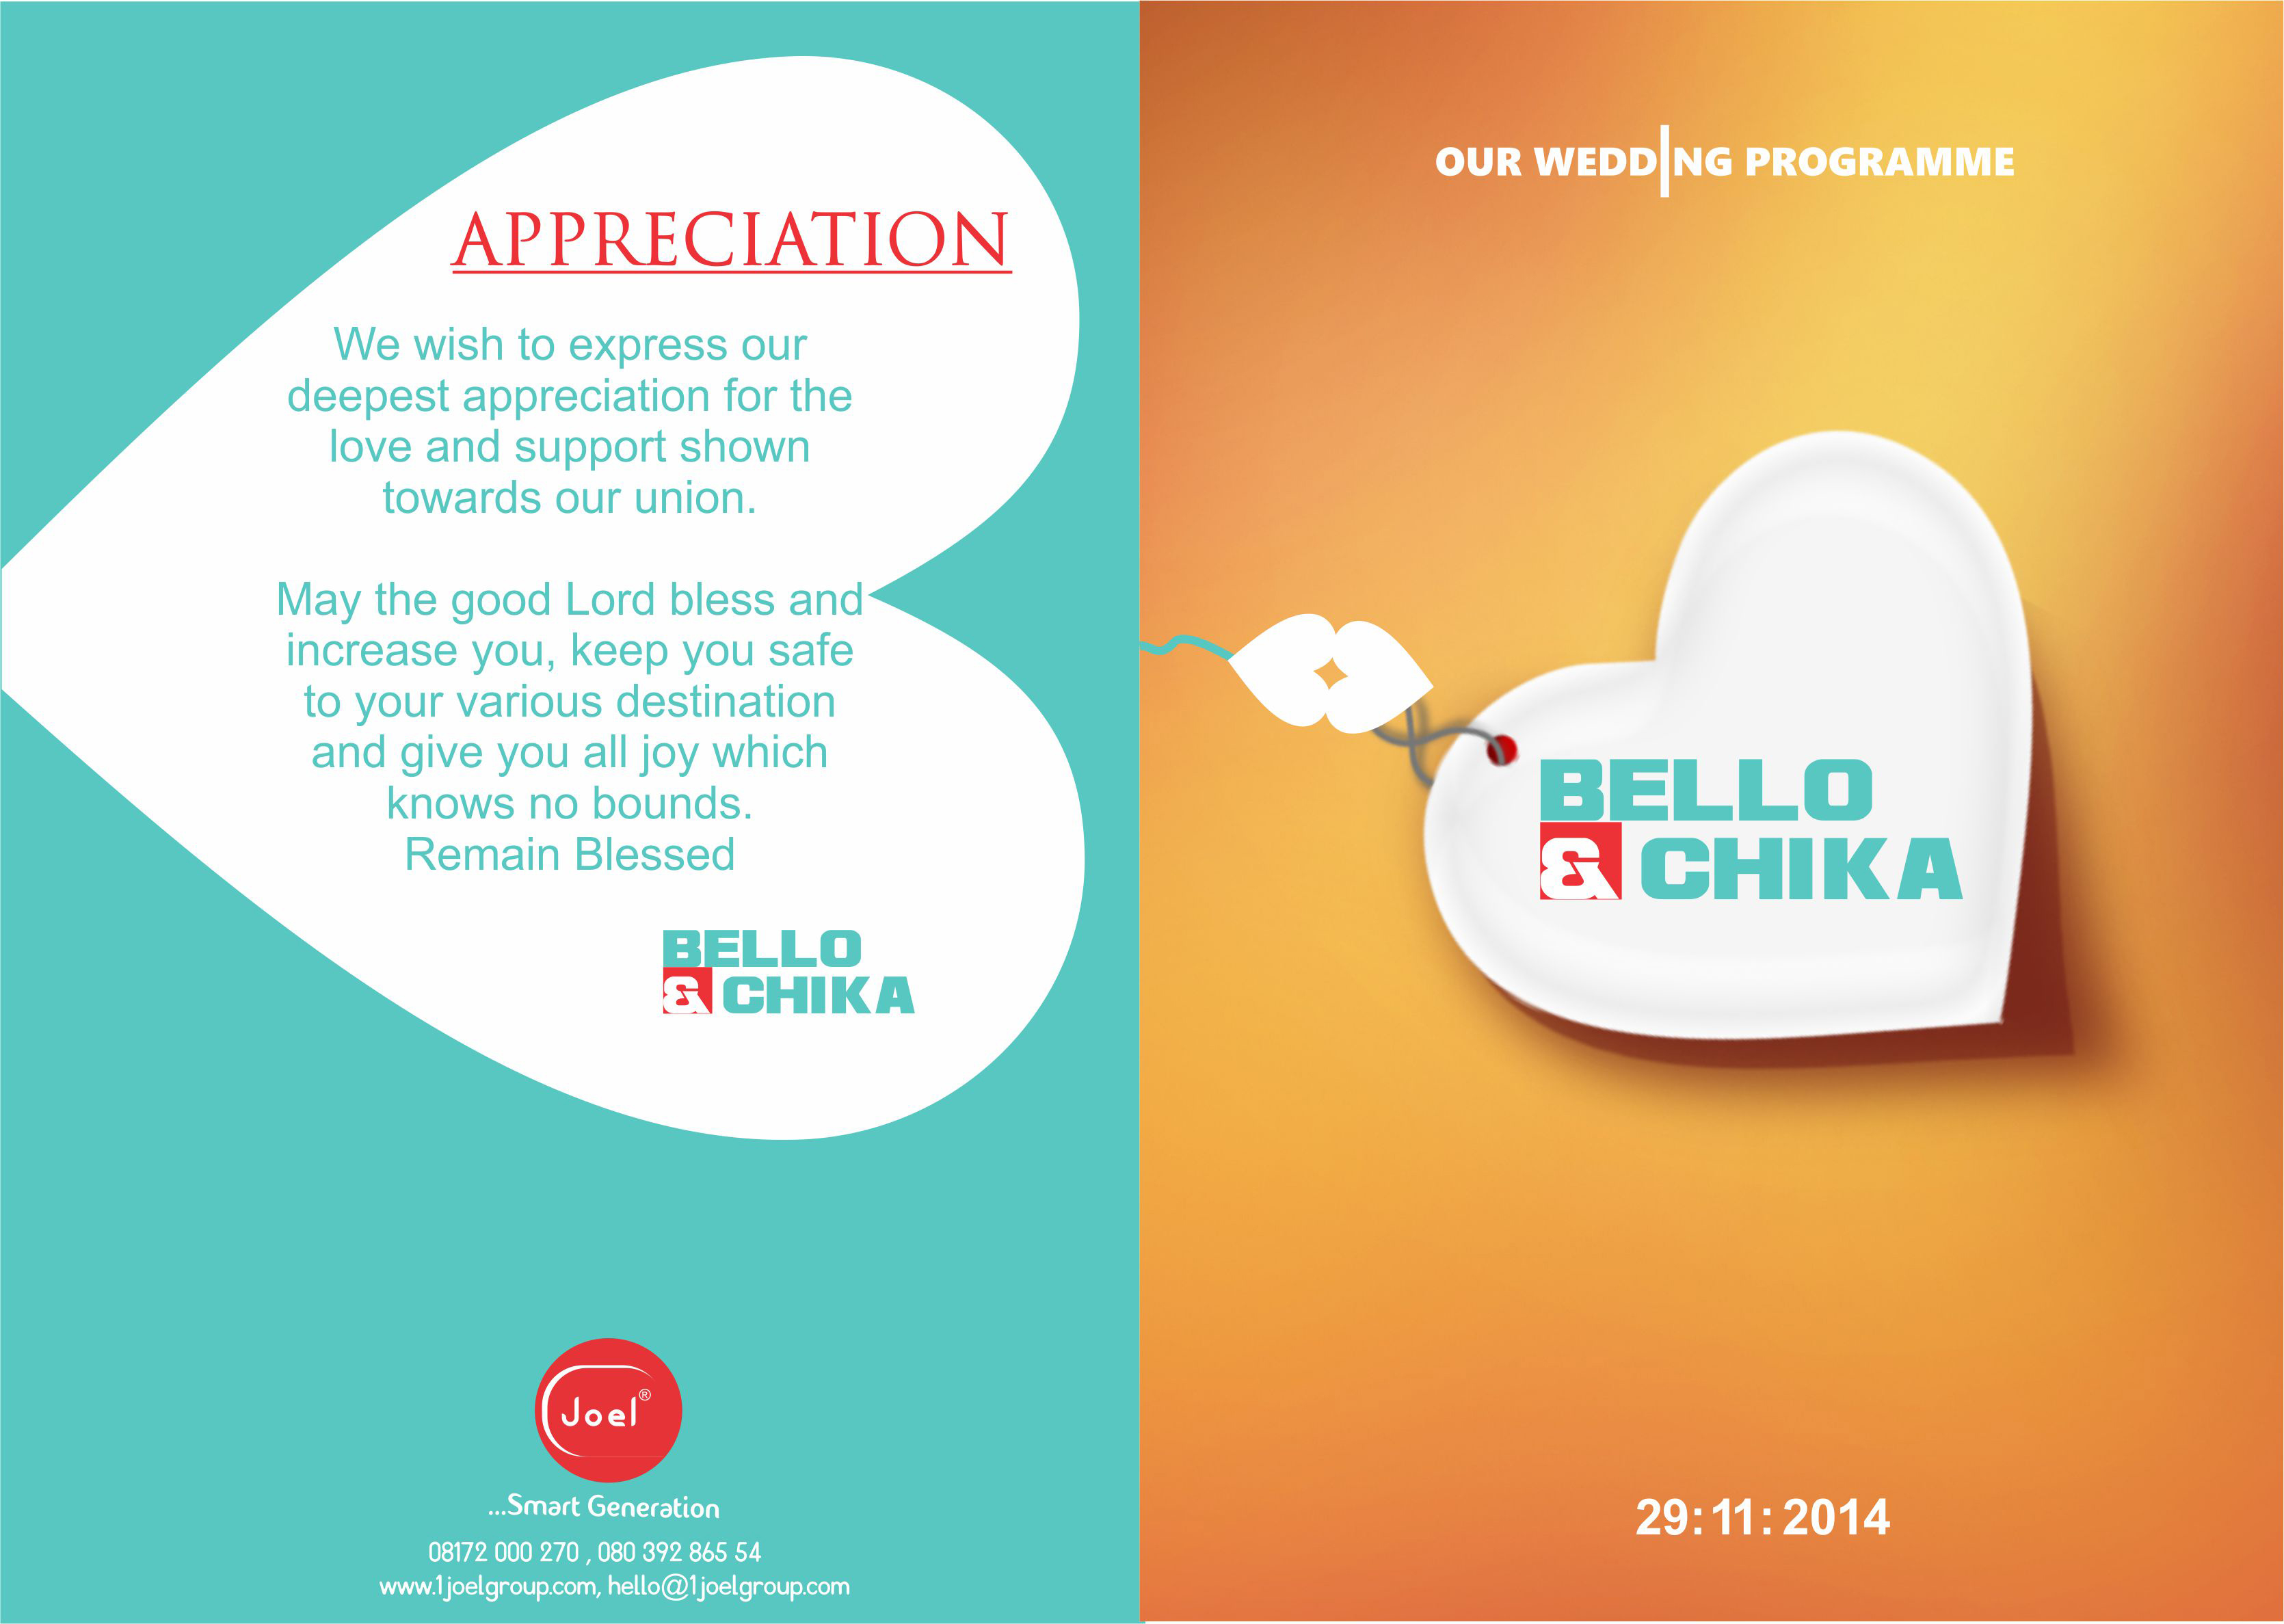 APPRECIATION
We wish to express our
deepest appreciation for the
love and support shown
towards our union.
May the good Lord bless and
increase you, keep you safe
to your various destination
and give you all joy which
knows no bounds.
Remain Blessed
BELLO
& CHIKA
Joel®
...Smart Generation
08172 000 270 , 080 392 865 54
www.1joelgroup.com, hello@1joelgroup.com
OUR WEDDING PROGRAMME
BELLO
& CHIKA
29:11:2014